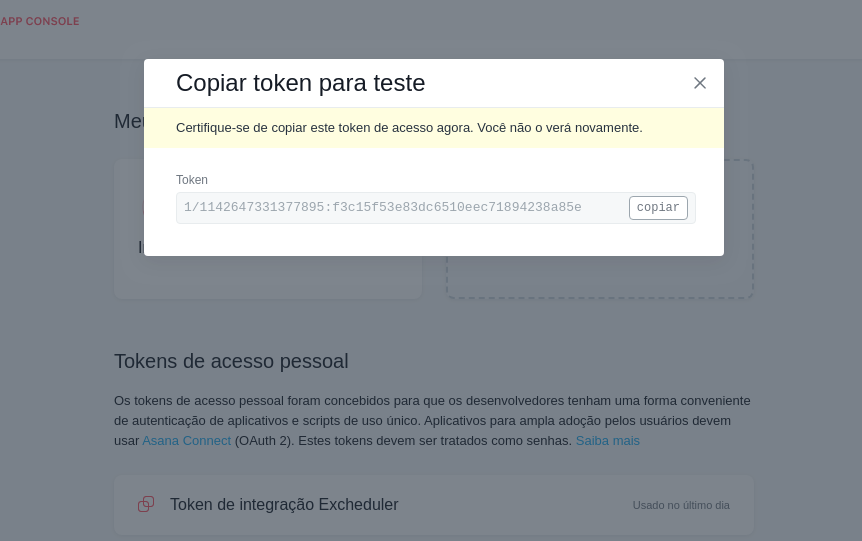 APP CONSOLE
Copiar token para teste
Certifique-se de copiar este token de acesso agora. Você não o verá novamente.
Token
1/1142647331377895:f3c15f53e83dc6510eec71894238a85e
copiar
Tokens de acesso pessoal
Os tokens de acesso pessoal foram concebidos para que os desenvolvedores tenham uma forma conveniente
de autenticação de aplicativos e scripts de uso único. Aplicativos para ampla adoção pelos usuários devem
usar Asana Connect (OAuth 2). Estes tokens devem ser tratados como senhas. Saiba mais
Token de integração Excheduler
Usado no último dia